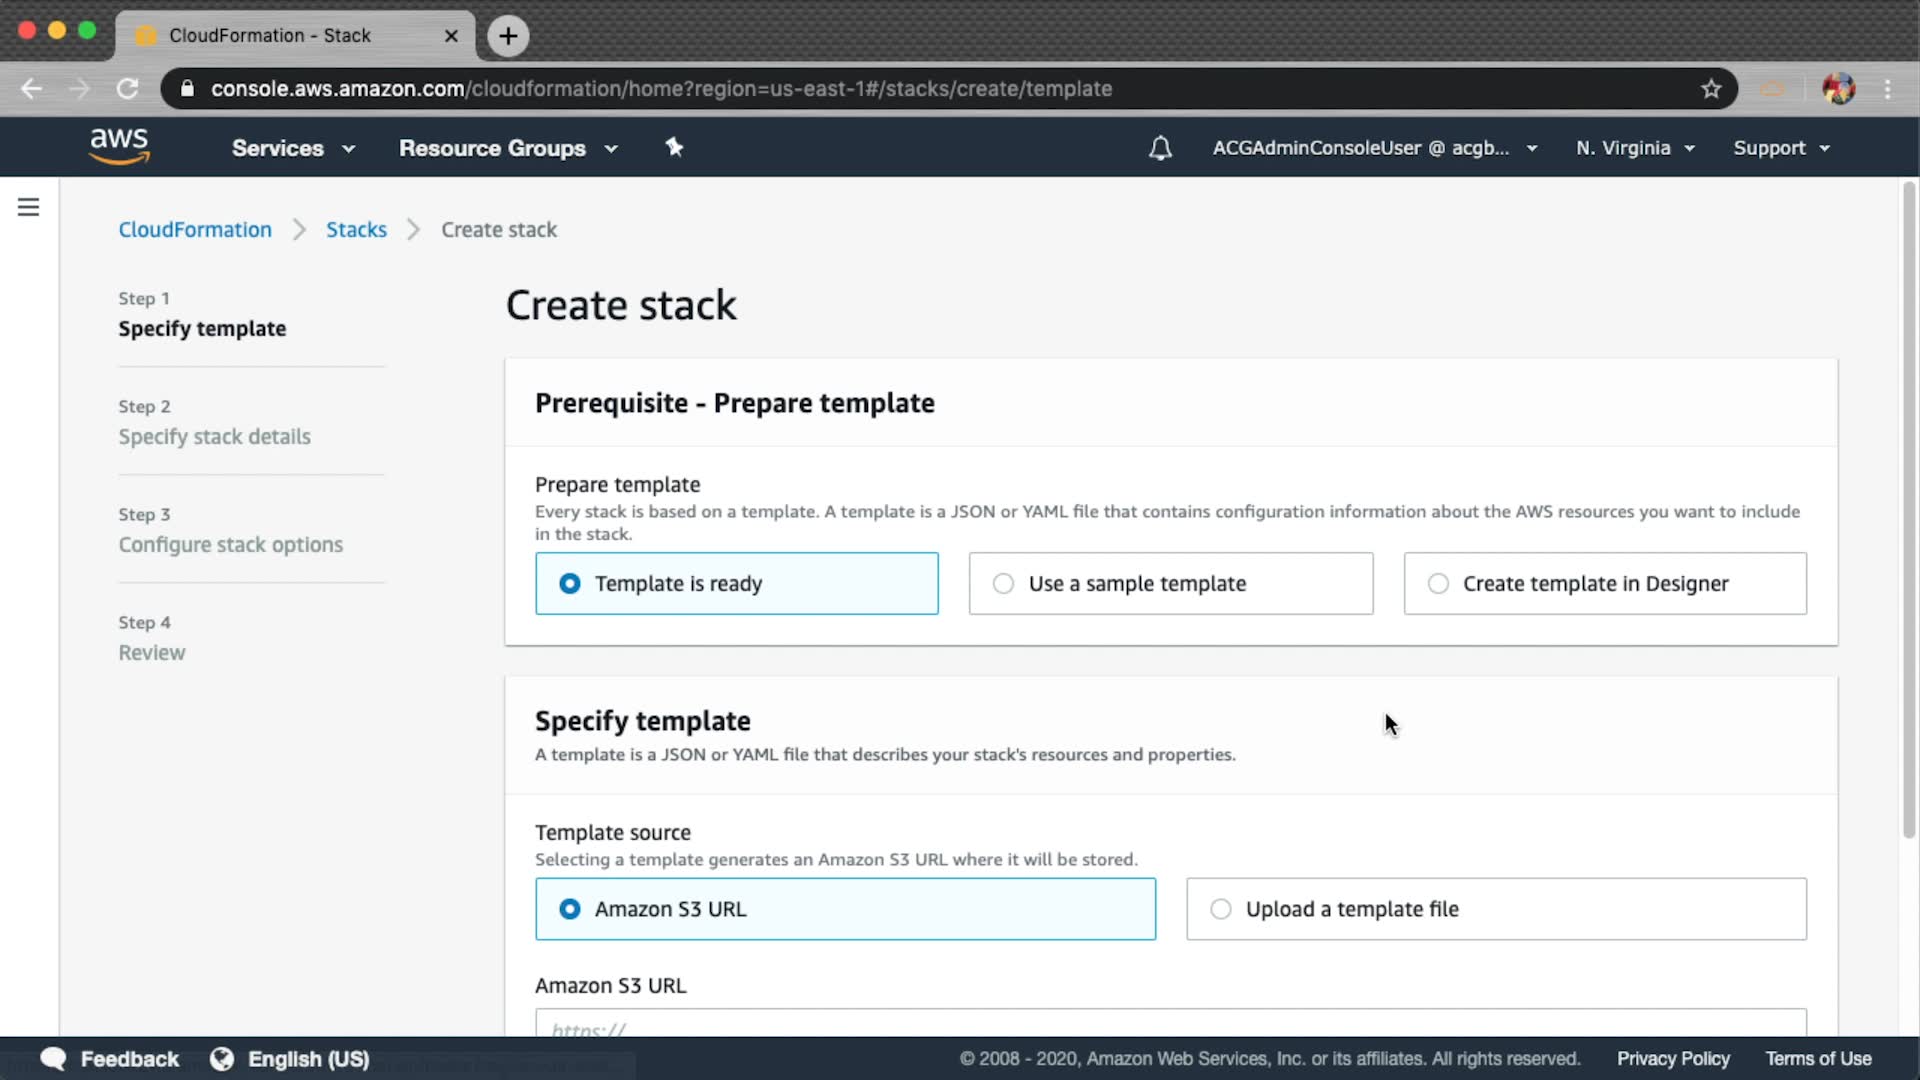 CloudFormation - Stack
console.aws.amazon.com/cloudformation/home?region=us-east-1#/stacks/create/template
aws
Services
Resource Groups
ACGAdminConsoleUser @ acgb...
N. Virginia
Support
CloudFormation
Stacks
Create stack
Step 1
Specify template
Step 2
Specify stack details
Step 3
Configure stack options
Step 4
Review
Create stack
Prerequisite - Prepare template
Prepare template
Every stack is based on a template. A template is a JSON or YAML file that contains configuration information about the AWS resources you want to include
in the stack.
Template is ready
Use a sample template
Create template in Designer
Specify template
A template is a JSON or YAML file that describes your stack's resources and properties.
Template source
Selecting a template generates an Amazon S3 URL where it will be stored.
Amazon S3 URL
Upload a template file
Amazon S3 URL
https://
Feedback
English (US)
© 2008 - 2020, Amazon Web Services, Inc. or its affiliates. All rights reserved.
Privacy Policy
Terms of Use